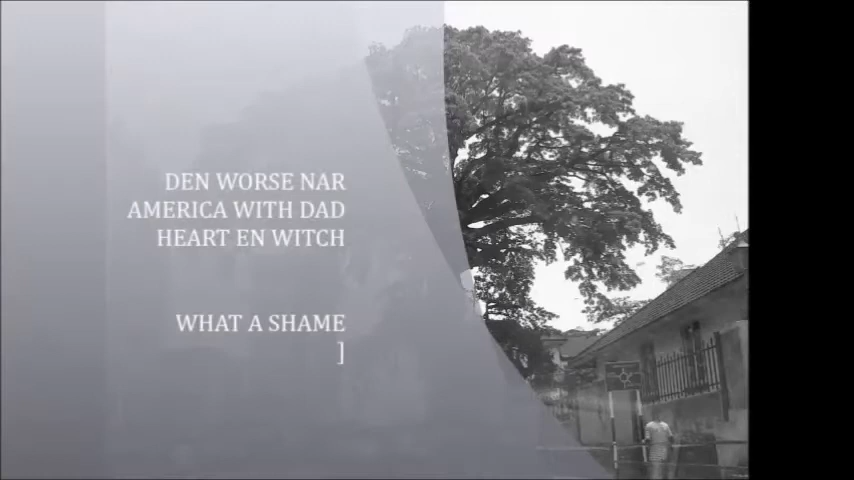 DEN WORSE NAR
AMERICA WITH DAD
HEART EN WITCH
WHAT A SHAME
]